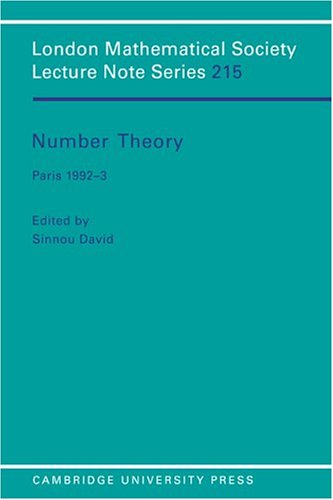 London Mathematical Society
Lecture Note Series 215
Number Theory
Paris 1992–3
Edited by
Sinnou David
CAMBRIDGE UNIVERSITY PRESS